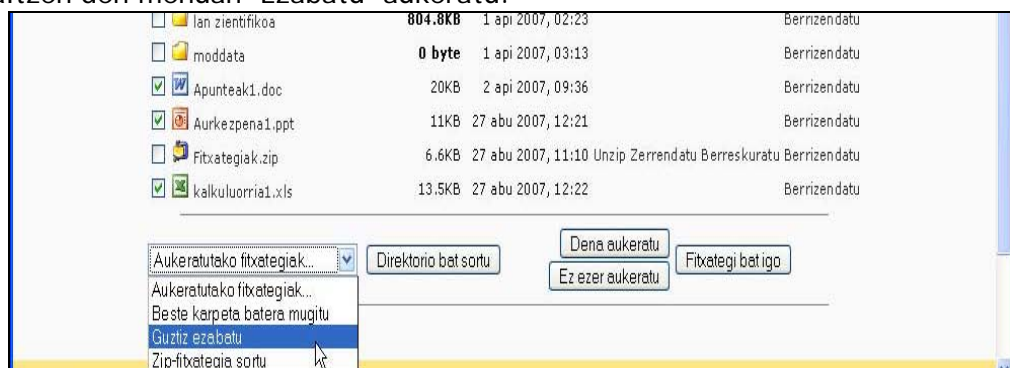 den menuan "Ezabatu" aukeratu.
lan zientifikoa 804.8KB 1 api 2007, 02:23 Berrizendatu
moddata 0 byte 1 api 2007, 03:13 Berrizendatu
Apunteak1.doc 20KB 2 api 2007, 09:36 Berrizendatu
Aurkezpena1.ppt 11KB 27 abu 2007, 12:21 Berrizendatu
Fitxategiak.zip 6.6KB 27 abu 2007, 11:10 Unzip Zerrendatu Berreskuratu Berrizendatu
kalkuluorria1.xls 13.5KB 27 abu 2007, 12:22 Berrizendatu
Aukeratutako fitxategiak... Direktorio bat sortu Dena aukeratu Fitxategi bat igo
Ez ezer aukeratu
Aukeratutako fitxategiak...
Beste karpeta batera mugitu
Guztiz ezabatu
Zip-fitxategia sortu